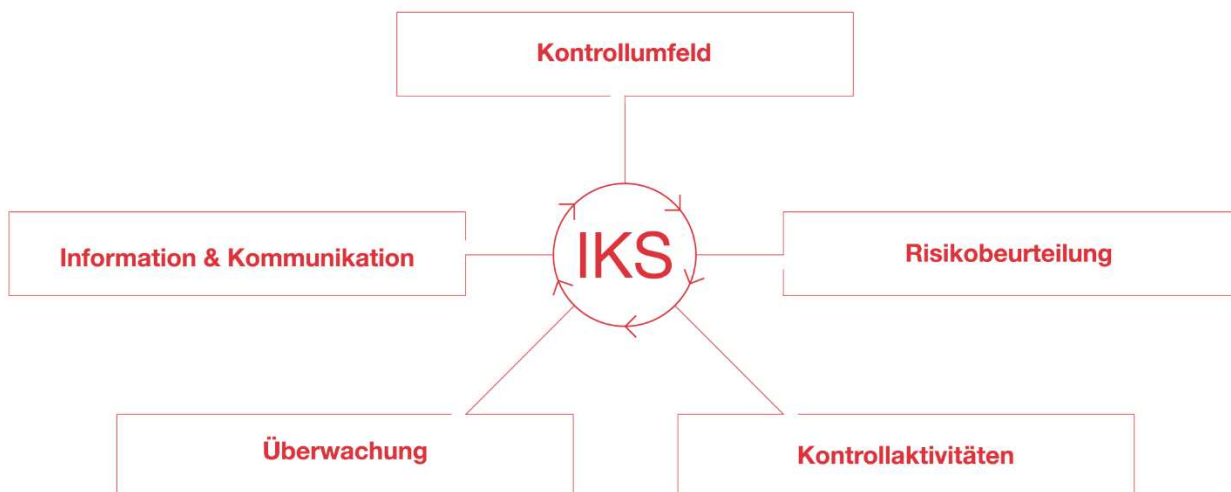 Kontrollumfeld
Information & Kommunikation
IKS
Risikobeurteilung
Überwachung
Kontrollaktivitäten